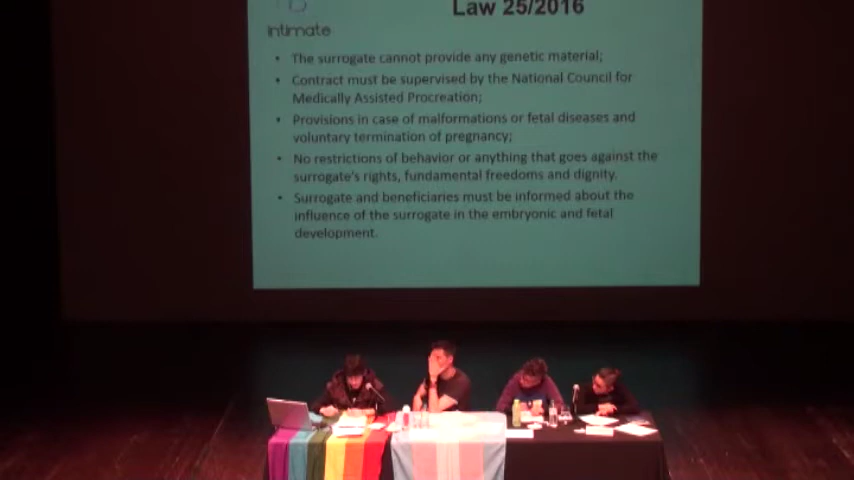 Law 25/2016
intimate
• The surrogate cannot provide any genetic material;
• Contract must be supervised by the National Council for
Medically Assisted Procreation;
• Provisions in case of malformations or fetal diseases and
voluntary termination of pregnancy;
• No restrictions of behavior or anything that goes against the
surrogate's rights, fundamental freedoms and dignity.
• Surrogate and beneficiaries must be informed about the
influence of the surrogate in the embryonic and fetal
development.